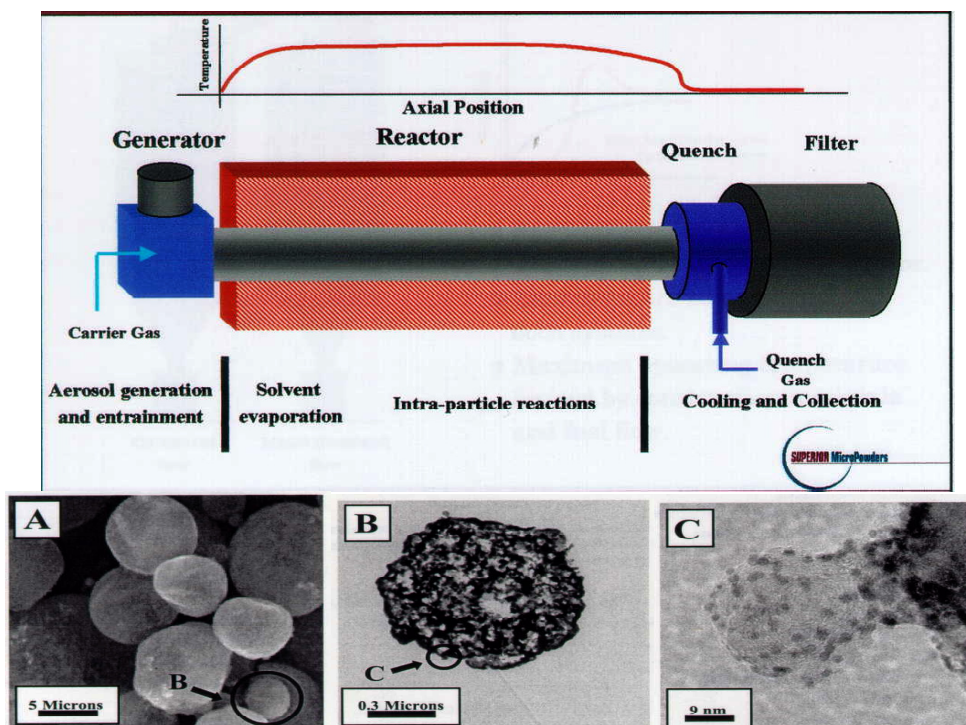 Temperature
Axial Position
Generator
Reactor
Quench
Filter
Carrier Gas
Quench
Gas
Aerosol generation
and entrainment
Solvent
evaporation
Intra-particle reactions
Cooling and Collection
SUPERIOR MicroPowders
A
B
5 Microns
B
C
0.3 Microns
C
9 nm